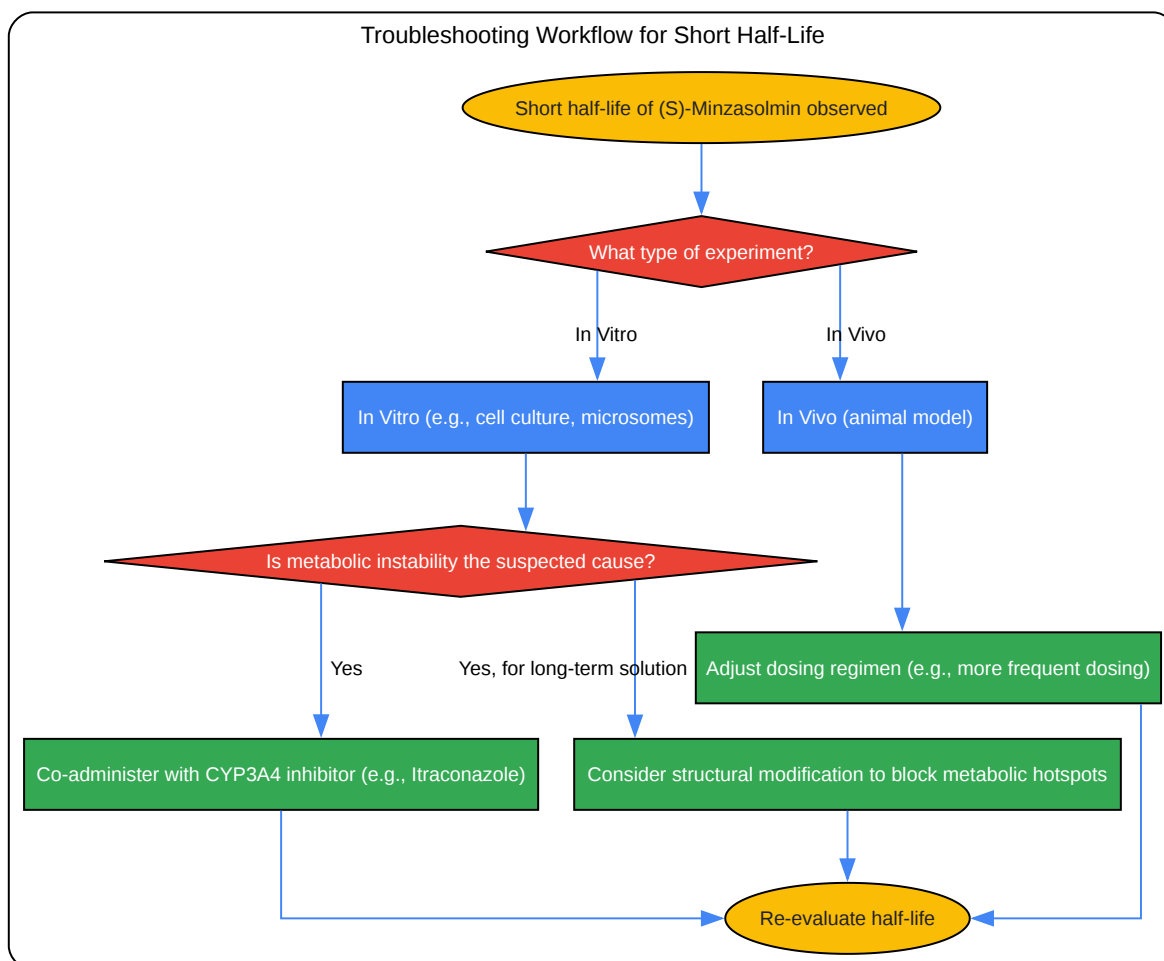 Troubleshooting Workflow for Short Half-Life
Short half-life of (S)-Minzasolmin observed
What type of experiment?
In Vitro
In Vivo
In Vitro (e.g., cell culture, microsomes)
In Vivo (animal model)
Is metabolic instability the suspected cause?
Yes
Yes, for long-term solution
Adjust dosing regimen (e.g., more frequent dosing)
Co-administer with CYP3A4 inhibitor (e.g., Itraconazole)
Consider structural modification to block metabolic hotspots
Re-evaluate half-life